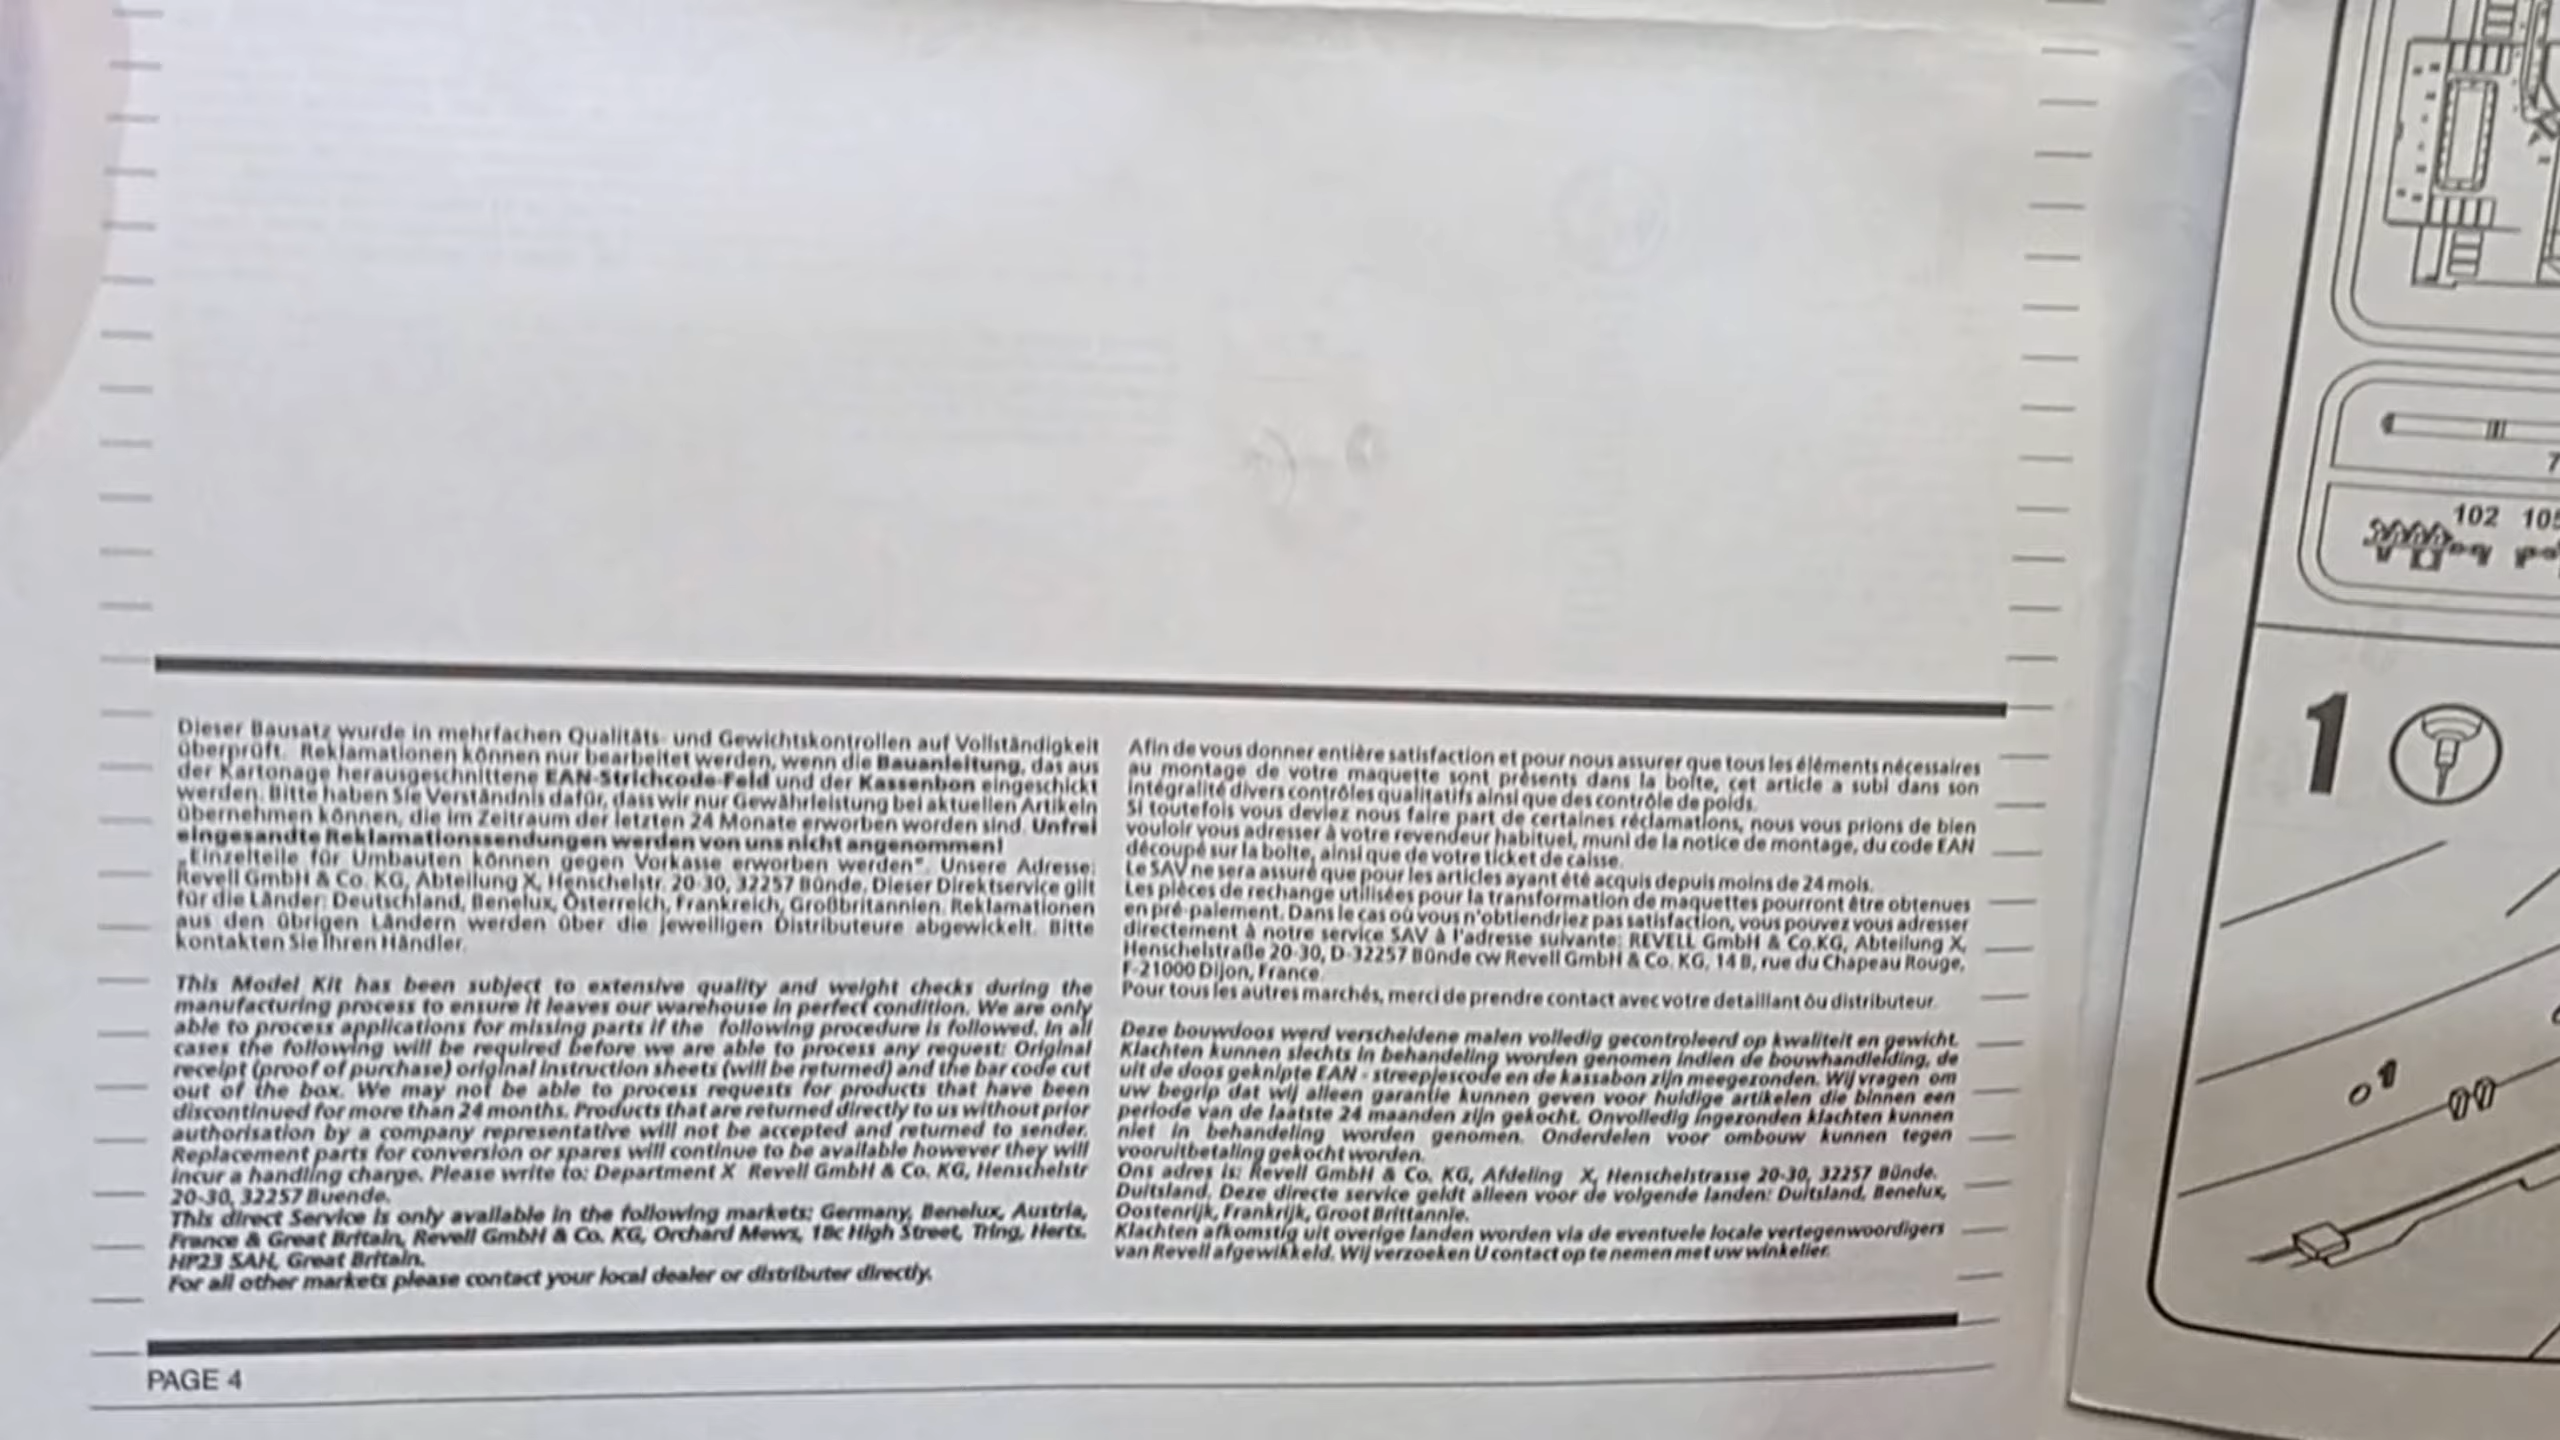 Dieser Bausatz wurde in mehrfachen Qualitäts- und Gewichtskontrollen auf Vollständigkeit
überprüft. Reklamationen können nur bearbeitet werden, wenn die Bauanleitung, das aus
der Kartonage herausgeschnittene EAN-Strichcode-Feld und der Kassenbon eingeschickt
werden. Bitte haben Sie Verständnis dafür, dass wir nur Gewährleistung bei aktuellen Artikeln
übernehmen können, die im Zeitraum der letzten 24 Monate erworben worden sind. Unfrei
eingesandte Reklamationssendungen werden von uns nicht angenommen!
„Einzelteile für Umbauten können gegen Vorkasse erworben werden". Unsere Adresse:
Revell GmbH & Co. KG, Abteilung X, Henschelstr. 20-30, 32257 Bünde. Dieser Direktservice gilt
für die Länder: Deutschland, Benelux, Österreich, Frankreich, Großbritannien. Reklamationen
aus den übrigen Ländern werden über die jeweiligen Distributeure abgewickelt. Bitte
kontakten Sie Ihren Händler.
This Model Kit has been subject to extensive quality and weight checks during the
manufacturing process to ensure it leaves our warehouse in perfect condition. We are only
able to process applications for missing parts if the following procedure is followed. In all
cases the following will be required before we are able to process any request: Original
receipt (proof of purchase) original instruction sheets (will be returned) and the bar code cut
out of the box. We may not be able to process requests for products that have been
discontinued for more than 24 months. Products that are returned directly to us without prior
authorisation by a company representative will not be accepted and returned to sender.
Replacement parts for conversion or spares will continue to be available however they will
incur a handling charge. Please write to: Department X Revell GmbH & Co. KG, Henschelstr
20-30, 32257 Buende.
This direct Service is only available in the following markets: Germany, Benelux, Austria,
France & Great Britain, Revell GmbH & Co. KG, Orchard Mews, 18c High Street, Tring, Herts.
HP23 5AH, Great Britain.
For all other markets please contact your local dealer or distributer directly.
Afin de vous donner entière satisfaction et pour nous assurer que tous les éléments nécessaires
au montage de votre maquette sont présents dans la boîte, cet article a subi dans son
intégralité divers contrôles qualitatifs ainsi que des contrôle de poids.
Si toutefois vous deviez nous faire part de certaines réclamations, nous vous prions de bien
vouloir vous adresser à votre revendeur habituel, muni de la notice de montage, du code EAN
découpé sur la boîte, ainsi que de votre ticket de caisse.
Le SAV ne sera assuré que pour les articles ayant été acquis depuis moins de 24 mois.
Les pièces de rechange utilisées pour la transformation de maquettes pourront être obtenues
en pré-paiement. Dans le cas où vous n'obtiendriez pas satisfaction, vous pouvez vous adresser
directement à notre service SAV à l'adresse suivante: REVELL GmbH & Co.KG, Abteilung X,
Henschelstraße 20-30, D-32257 Bünde cw Revell GmbH & Co. KG, 14 B, rue du Chapeau Rouge,
F-21000 Dijon, France.
Pour tous les autres marchés, merci de prendre contact avec votre detaillant ôu distributeur.
Deze bouwdoos werd verscheidene malen volledig gecontroleerd op kwaliteit en gewicht.
Klachten kunnen slechts in behandeling worden genomen indien de bouwhandleiding, de
uit de doos geknipte EAN - streepjescode en de kassabon zijn meegezonden. Wij vragen om
uw begrip dat wij alleen garantie kunnen geven voor huidige artikelen die binnen een
periode van de laatste 24 maanden zijn gekocht. Onvolledig ingezonden klachten kunnen
niet in behandeling worden genomen. Onderdelen voor ombouw kunnen tegen
vooruitbetaling gekocht worden.
Ons adres is: Revell GmbH & Co. KG, Afdeling X, Henschelstrasse 20-30, 32257 Bünde.
Duitsland. Deze directe service geldt alleen voor de volgende landen: Duitsland, Benelux,
Oostenrijk, Frankrijk, Groot Brittannie.
Klachten afkomstig uit overige landen worden via de eventuele locale vertegenwoordigers
van Revell afgewikkeld. Wij verzoeken U contact op te nemen met uw winkelier.
PAGE 4
7
102 105
1
1